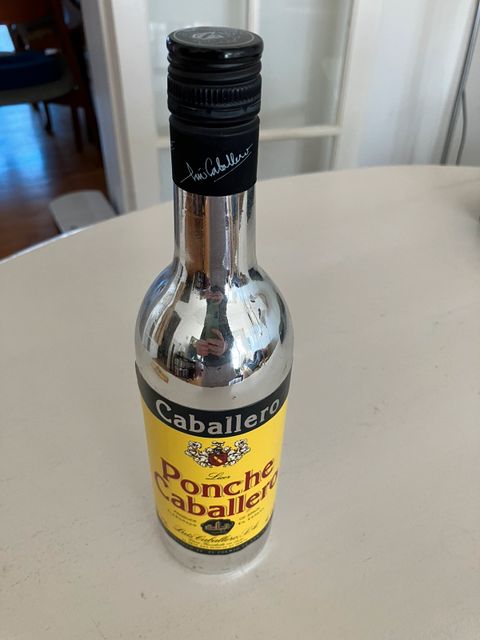 Luis Caballero
Caballero
Licor
Ponche
Caballero
Luis Caballero, S.A.